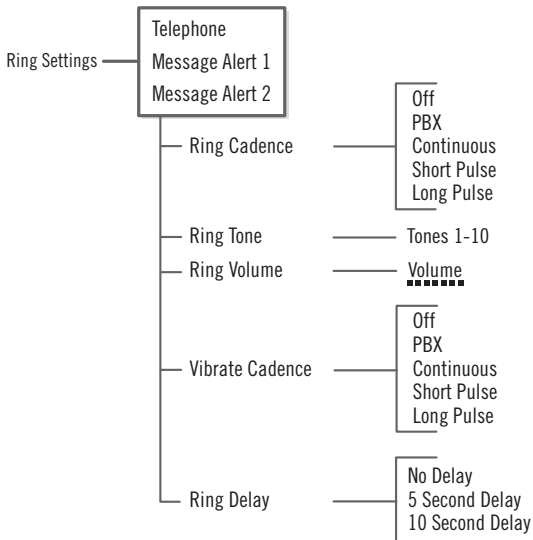 Telephone
Ring Settings
Message Alert 1
Message Alert 2
Ring Cadence
Off
PBX
Continuous
Short Pulse
Long Pulse
Ring Tone
Tones 1-10
Ring Volume
Volume
Vibrate Cadence
Off
PBX
Continuous
Short Pulse
Long Pulse
Ring Delay
No Delay
5 Second Delay
10 Second Delay